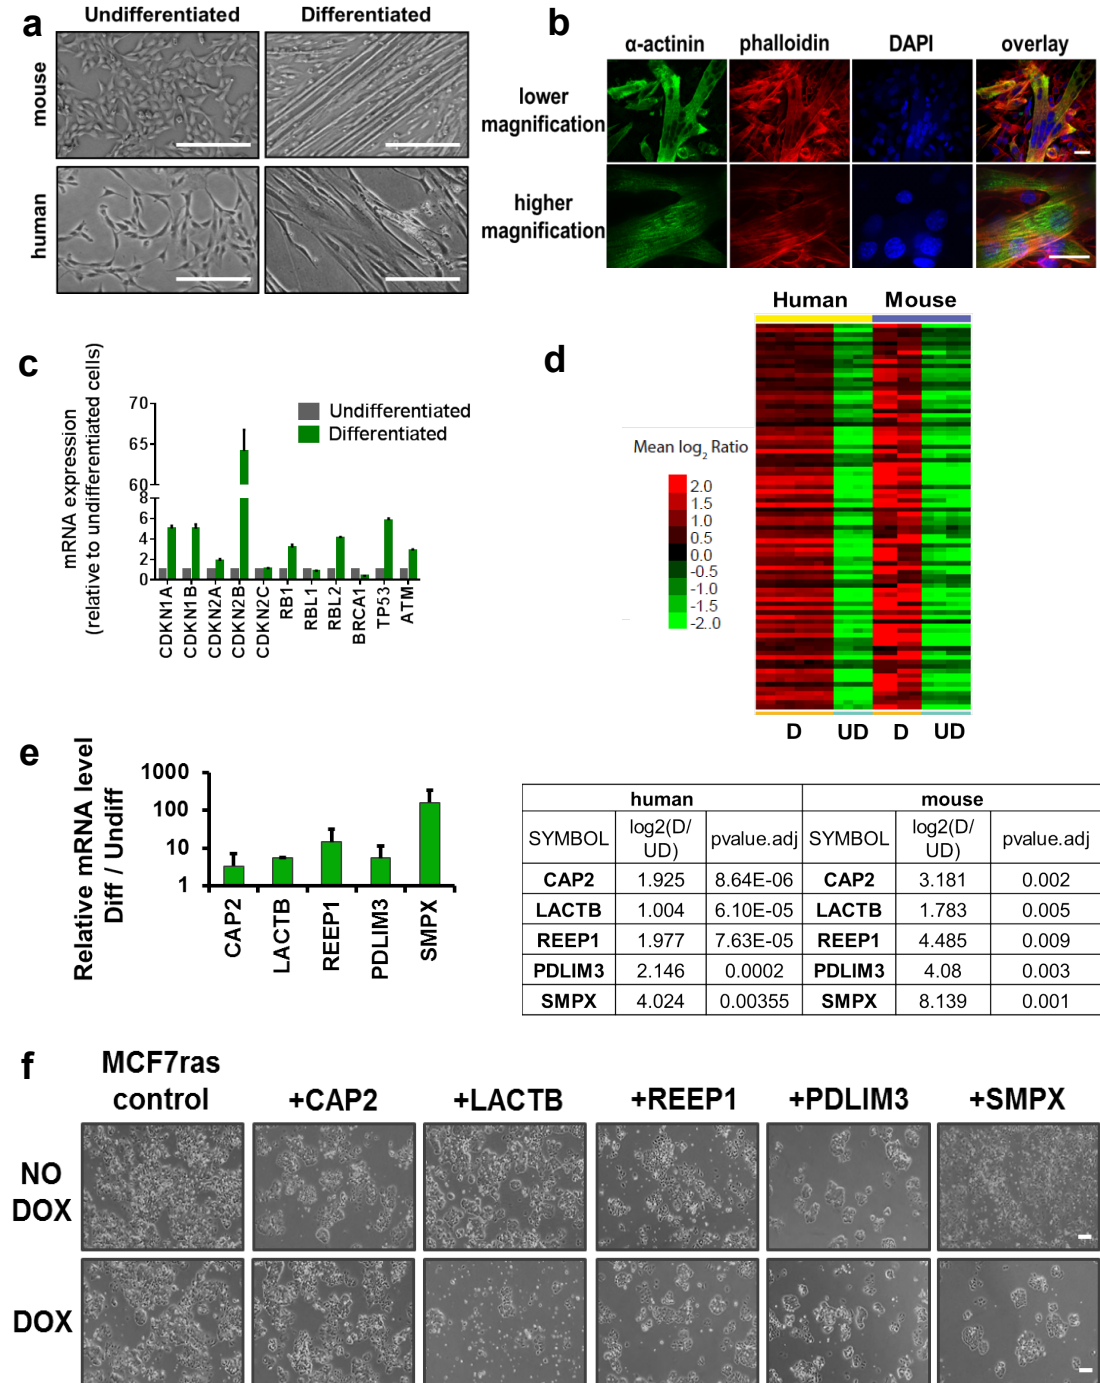 a
Undifferentiated
Differentiated
mouse
human
b
α-actinin
phalloidin
DAPI
overlay
lower
magnification
higher
magnification
c
mRNA expression
(relative to undifferentiated cells)
70
65
60
8
6
4
2
0
Undifferentiated
Differentiated
CDKN1A
CDKN1B
CDKN2A
CDKN2B
CDKN2C
RB1
RBL1
RBL2
BRCA1
TP53
ATM
d
Human
Mouse
Mean log2 Ratio
2.0
1.5
1.0
0.5
0.0
-0.5
-1.0
-1.5
-2..0
D
UD
D
UD
e
Relative mRNA level
Diff / Undiff
1000
100
10
1
CAP2
LACTB
REEP1
PDLIM3
SMPX
human mouse
SYMBOL log2(D/UD) pvalue.adj SYMBOL log2(D/UD) pvalue.adj
CAP2 1.925 8.64E-06 CAP2 3.181 0.002
LACTB 1.004 6.10E-05 LACTB 1.783 0.005
REEP1 1.977 7.63E-05 REEP1 4.485 0.009
PDLIM3 2.146 0.0002 PDLIM3 4.08 0.003
SMPX 4.024 0.00355 SMPX 8.139 0.001
f
MCF7ras
control
+CAP2
+LACTB
+REEP1
+PDLIM3
+SMPX
NO
DOX
DOX